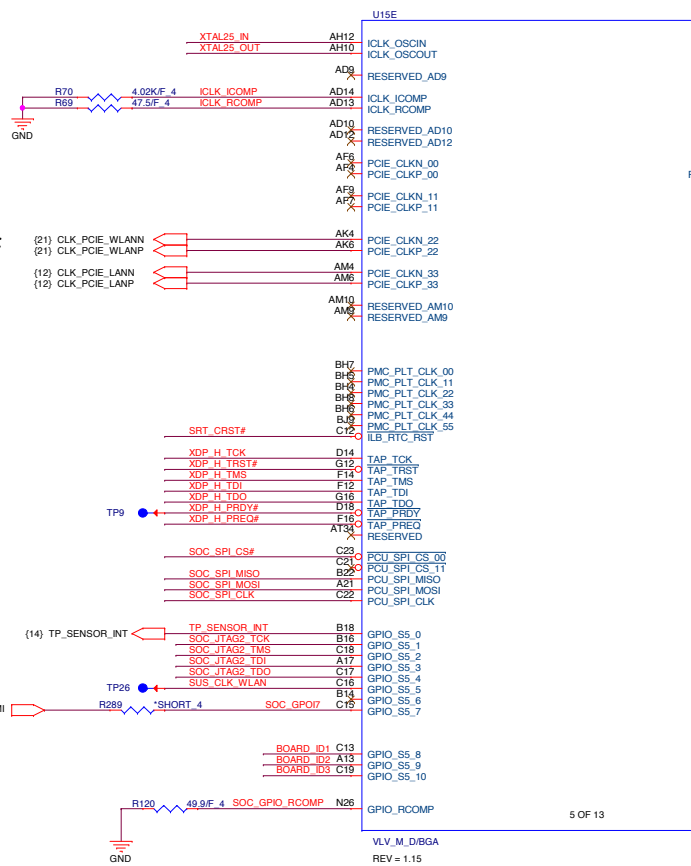 U15E
XTAL25_IN AH12 ICLK_OSCIN
XTAL25_OUT AH10 ICLK_OSCOUT
AD9 RESERVED_AD9
R70 4.02K/F_4 ICLK_ICOMP AD14 ICLK_ICOMP
R69 47.5/F_4 ICLK_RCOMP AD13 ICLK_RCOMP
GND
AD10 RESERVED_AD10
AD12 RESERVED_AD12
AF6 PCIE_CLKN_00
AF4 PCIE_CLKP_00
AF9 PCIE_CLKN_11
AF7 PCIE_CLKP_11
{21} CLK_PCIE_WLANN AK4 PCIE_CLKN_22
{21} CLK_PCIE_WLANP AK6 PCIE_CLKP_22
{12} CLK_PCIE_LANN AM4 PCIE_CLKN_33
{12} CLK_PCIE_LANP AM6 PCIE_CLKP_33
AM10 RESERVED_AM10
AM9 RESERVED_AM9
BH7 PMC_PLT_CLK_00
BH5 PMC_PLT_CLK_11
BH4 PMC_PLT_CLK_22
BH8 PMC_PLT_CLK_33
BH6 PMC_PLT_CLK_44
BJ9 PMC_PLT_CLK_55
SRT_CRST# C12 ILB_RTC_RST
XDP_H_TCK D14 TAP_TCK
XDP_H_TRST# G12 TAP_TRST
XDP_H_TMS F14 TAP_TMS
XDP_H_TDI F12 TAP_TDI
XDP_H_TDO G16 TAP_TDO
TP9 XDP_H_PRDY# D18 TAP_PRDY
XDP_H_PREQ# F16 TAP_PREQ
AT34 RESERVED
SOC_SPI_CS# C23 PCU_SPI_CS_00
C21 PCU_SPI_CS_11
SOC_SPI_MISO B22 PCU_SPI_MISO
SOC_SPI_MOSI A21 PCU_SPI_MOSI
SOC_SPI_CLK C22 PCU_SPI_CLK
{14} TP_SENSOR_INT TP_SENSOR_INT B18 GPIO_S5_0
SOC_JTAG2_TCK B16 GPIO_S5_1
SOC_JTAG2_TMS C18 GPIO_S5_2
SOC_JTAG2_TDI A17 GPIO_S5_3
SOC_JTAG2_TDO C17 GPIO_S5_4
TP26 SUS_CLK_WLAN C16 GPIO_S5_5
B14 GPIO_S5_6
R289 *SHORT_4 SOC_GPOI7 C15 GPIO_S5_7
BOARD_ID1 C13 GPIO_S5_8
BOARD_ID2 A13 GPIO_S5_9
BOARD_ID3 C19 GPIO_S5_10
R120 49.9/F_4 SOC_GPIO_RCOMP N26 GPIO_RCOMP
5 OF 13
GND
VLV_M_D/BGA
REV = 1.15